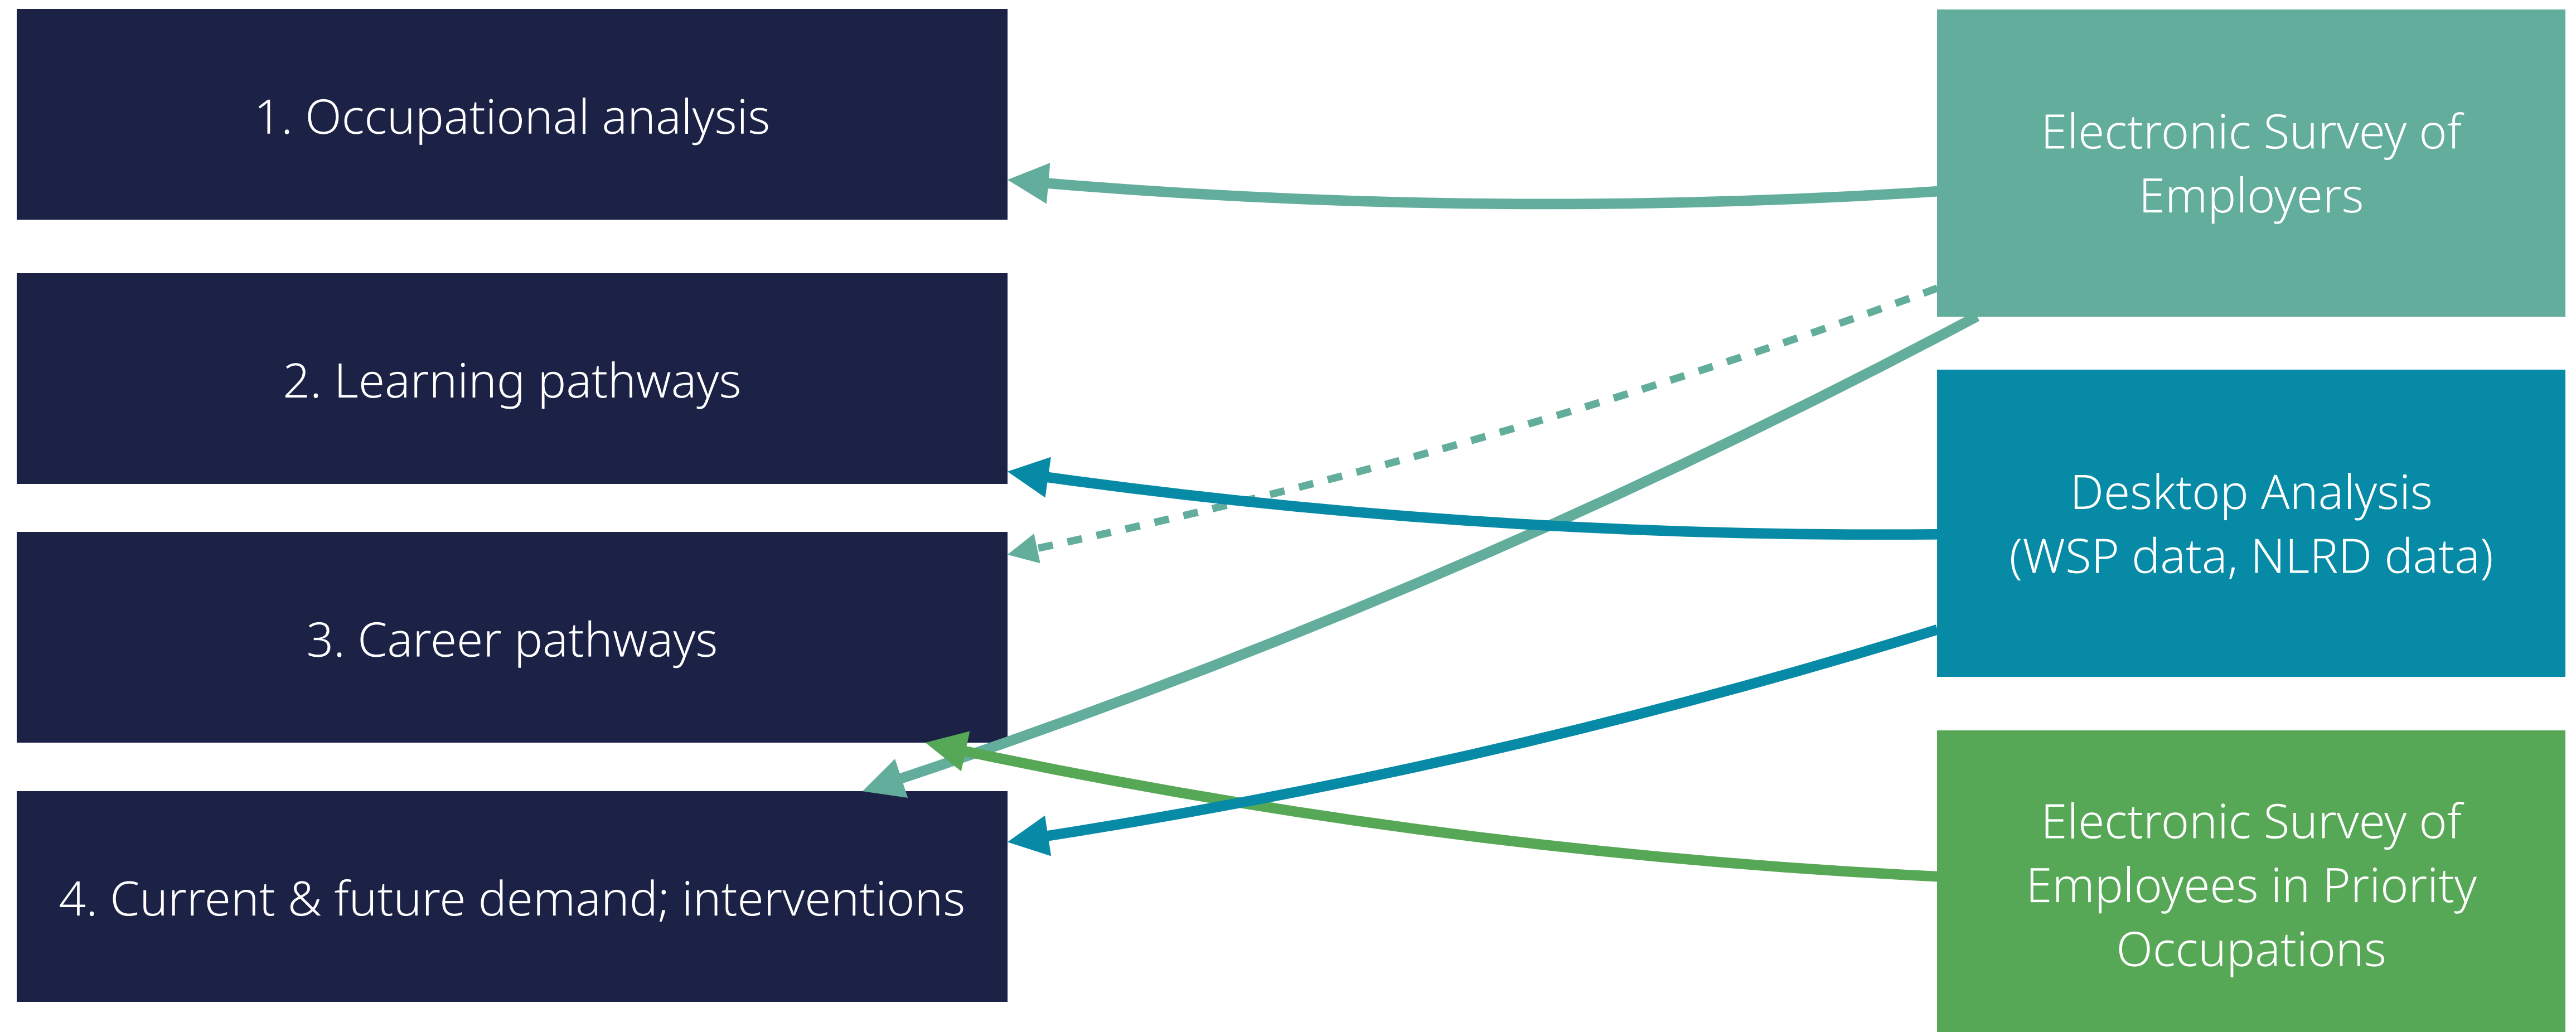 1. Occupational analysis
2. Learning pathways
3. Career pathways
4. Current & future demand; interventions
Electronic Survey of
Employers
Desktop Analysis
(WSP data, NLRD data)
Electronic Survey of
Employees in Priority
Occupations